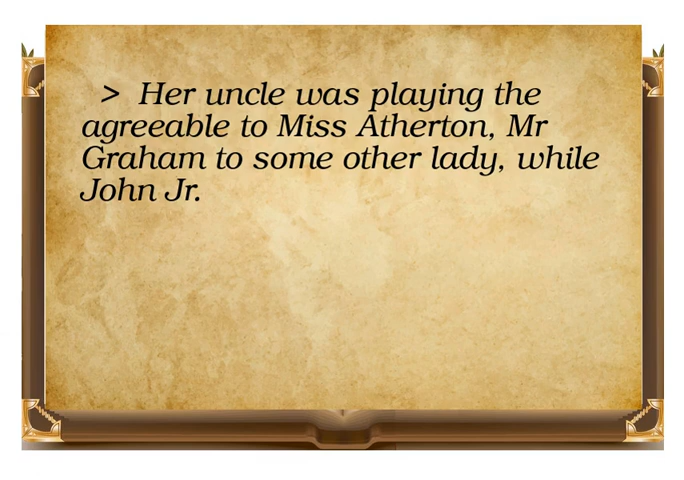 > Her uncle was playing the
agreeable to Miss Atherton, Mr
Graham to some other lady, while
John Jr.